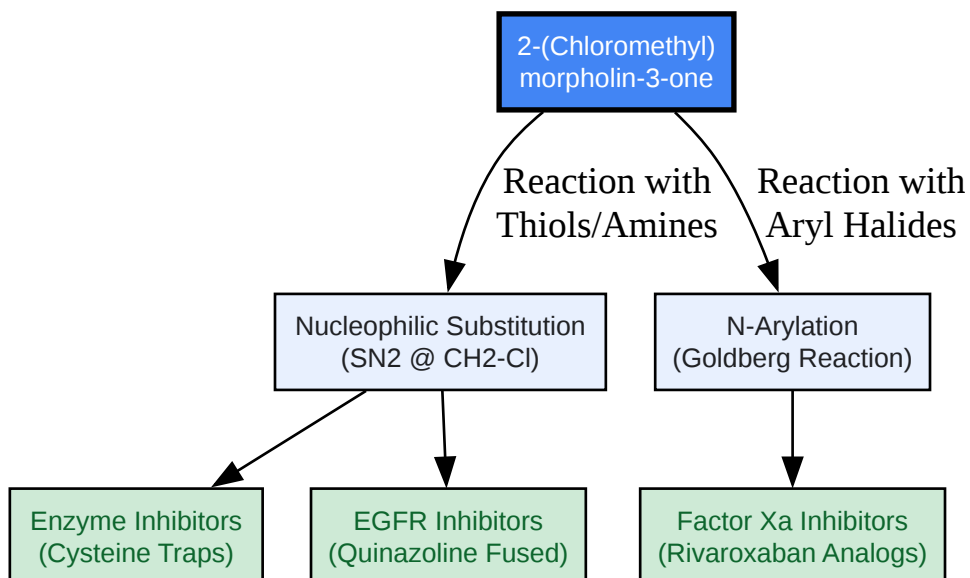 2-(Chloromethyl)
morpholin-3-one
Reaction with
Thiols/Amines
Reaction with
Aryl Halides
Nucleophilic Substitution
(SN2 @ CH2-Cl)
N-Arylation
(Goldberg Reaction)
Enzyme Inhibitors
(Cysteine Traps)
EGFR Inhibitors
(Quinazoline Fused)
Factor Xa Inhibitors
(Rivaroxaban Analogs)